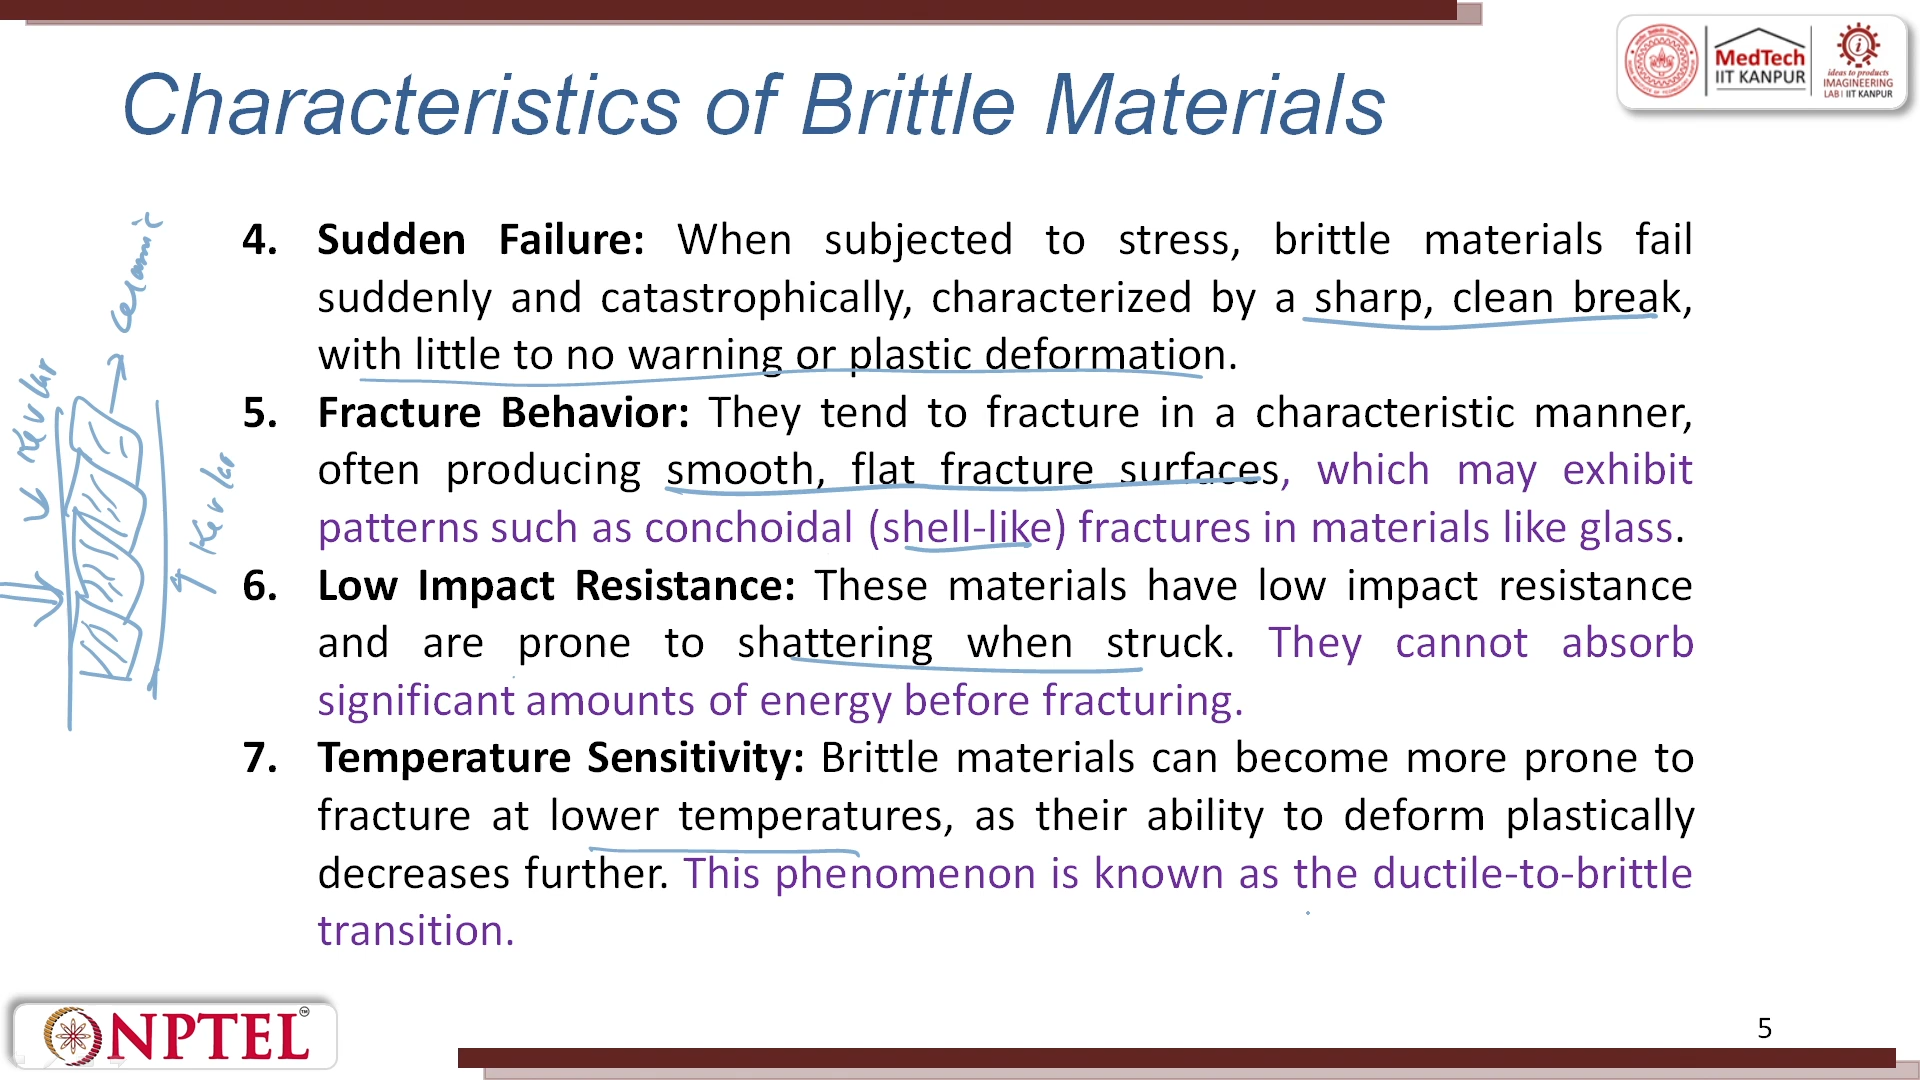 Characteristics of Brittle Materials
MedTech
IIT KANPUR
ideas to products
IMAGINEERING
LAB | IIT KANPUR
4. Sudden Failure: When subjected to stress, brittle materials fail
suddenly and catastrophically, characterized by a sharp, clean break,
with little to no warning or plastic deformation.
5. Fracture Behavior: They tend to fracture in a characteristic manner,
often producing smooth, flat fracture surfaces, which may exhibit
patterns such as conchoidal (shell-like) fractures in materials like glass.
6. Low Impact Resistance: These materials have low impact resistance
and are prone to shattering when struck. They cannot absorb
significant amounts of energy before fracturing.
7. Temperature Sensitivity: Brittle materials can become more prone to
fracture at lower temperatures, as their ability to deform plastically
decreases further. This phenomenon is known as the ductile-to-brittle
transition.
ceramic
Kevlar
Kevlar
NPTEL
TM
5